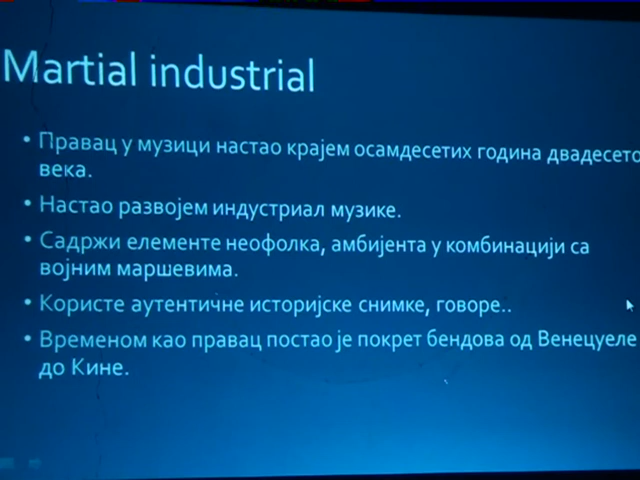 Martial industrial
• Правац у музици настао крајем осамдесетих година двадесето
века.
• Настао развојем индустриал музике.
• Садржи елементе неофолка, амбијента у комбинацији са
војним маршевима.
• Користе аутентичне историјске снимке, говоре..
• Временом као правац постао је покрет бендова од Венецуеле
до Кине.